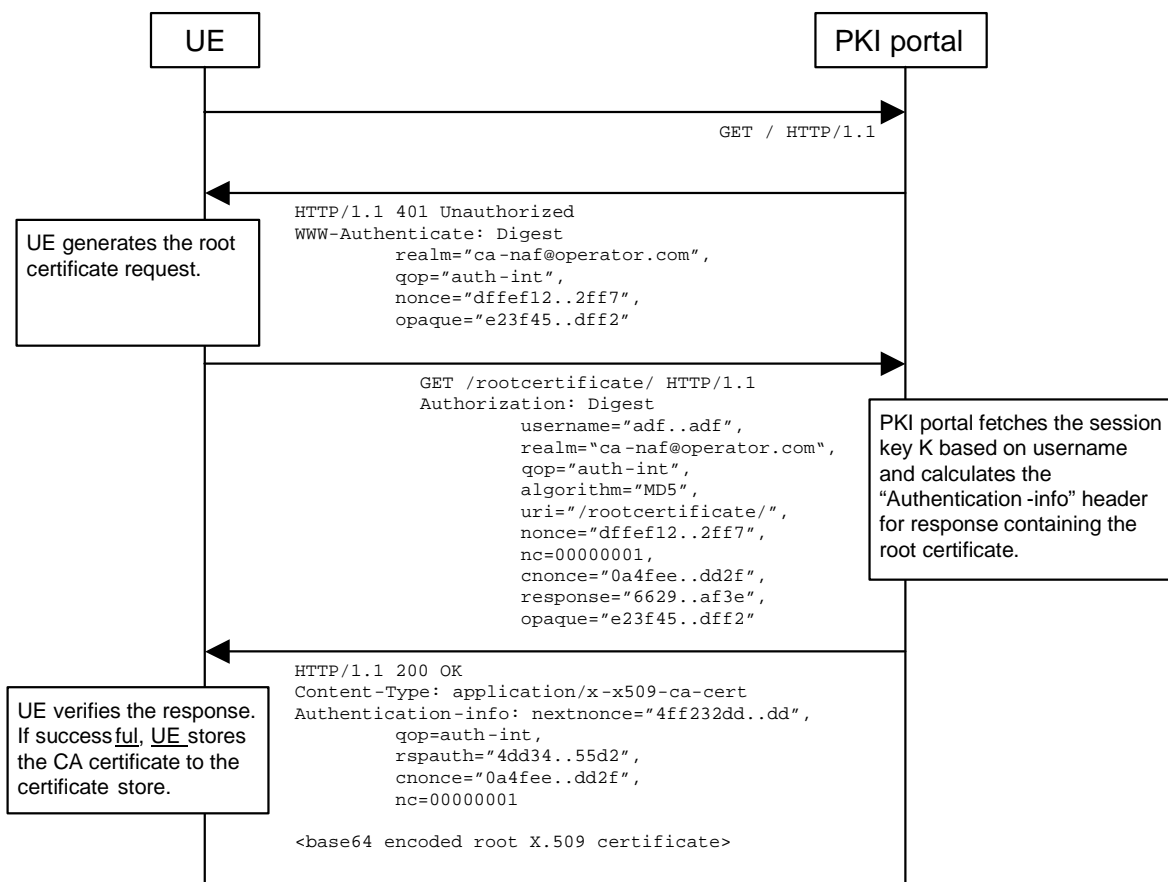 UE
PKI portal
GET / HTTP/1.1
HTTP/1.1 401 Unauthorized
WWW-Authenticate: Digest
realm="ca-naf@operator.com",
qop="auth-int",
nonce="dffef12..2ff7",
opaque="e23f45..dff2"
UE generates the root
certificate request.
GET /rootcertificate/ HTTP/1.1
Authorization: Digest
username="adf..adf",
realm="ca-naf@operator.com",
qop="auth-int",
algorithm="MD5",
uri="/rootcertificate/",
nonce="dffef12..2ff7",
nc=00000001,
cnonce="0a4fee..dd2f",
response="6629..af3e",
opaque="e23f45..dff2"
PKI portal fetches the session
key K based on username
and calculates the
“Authentication -info” header
for response containing the
root certificate.
HTTP/1.1 200 OK
Content-Type: application/x-x509-ca-cert
Authentication-info: nextnonce="4ff232dd..dd",
qop=auth-int,
rspauth="4dd34..55d2",
cnonce="0a4fee..dd2f",
nc=00000001
<base64 encoded root X.509 certificate>
UE verifies the response.
If successful, UE stores
the CA certificate to the
certificate store.